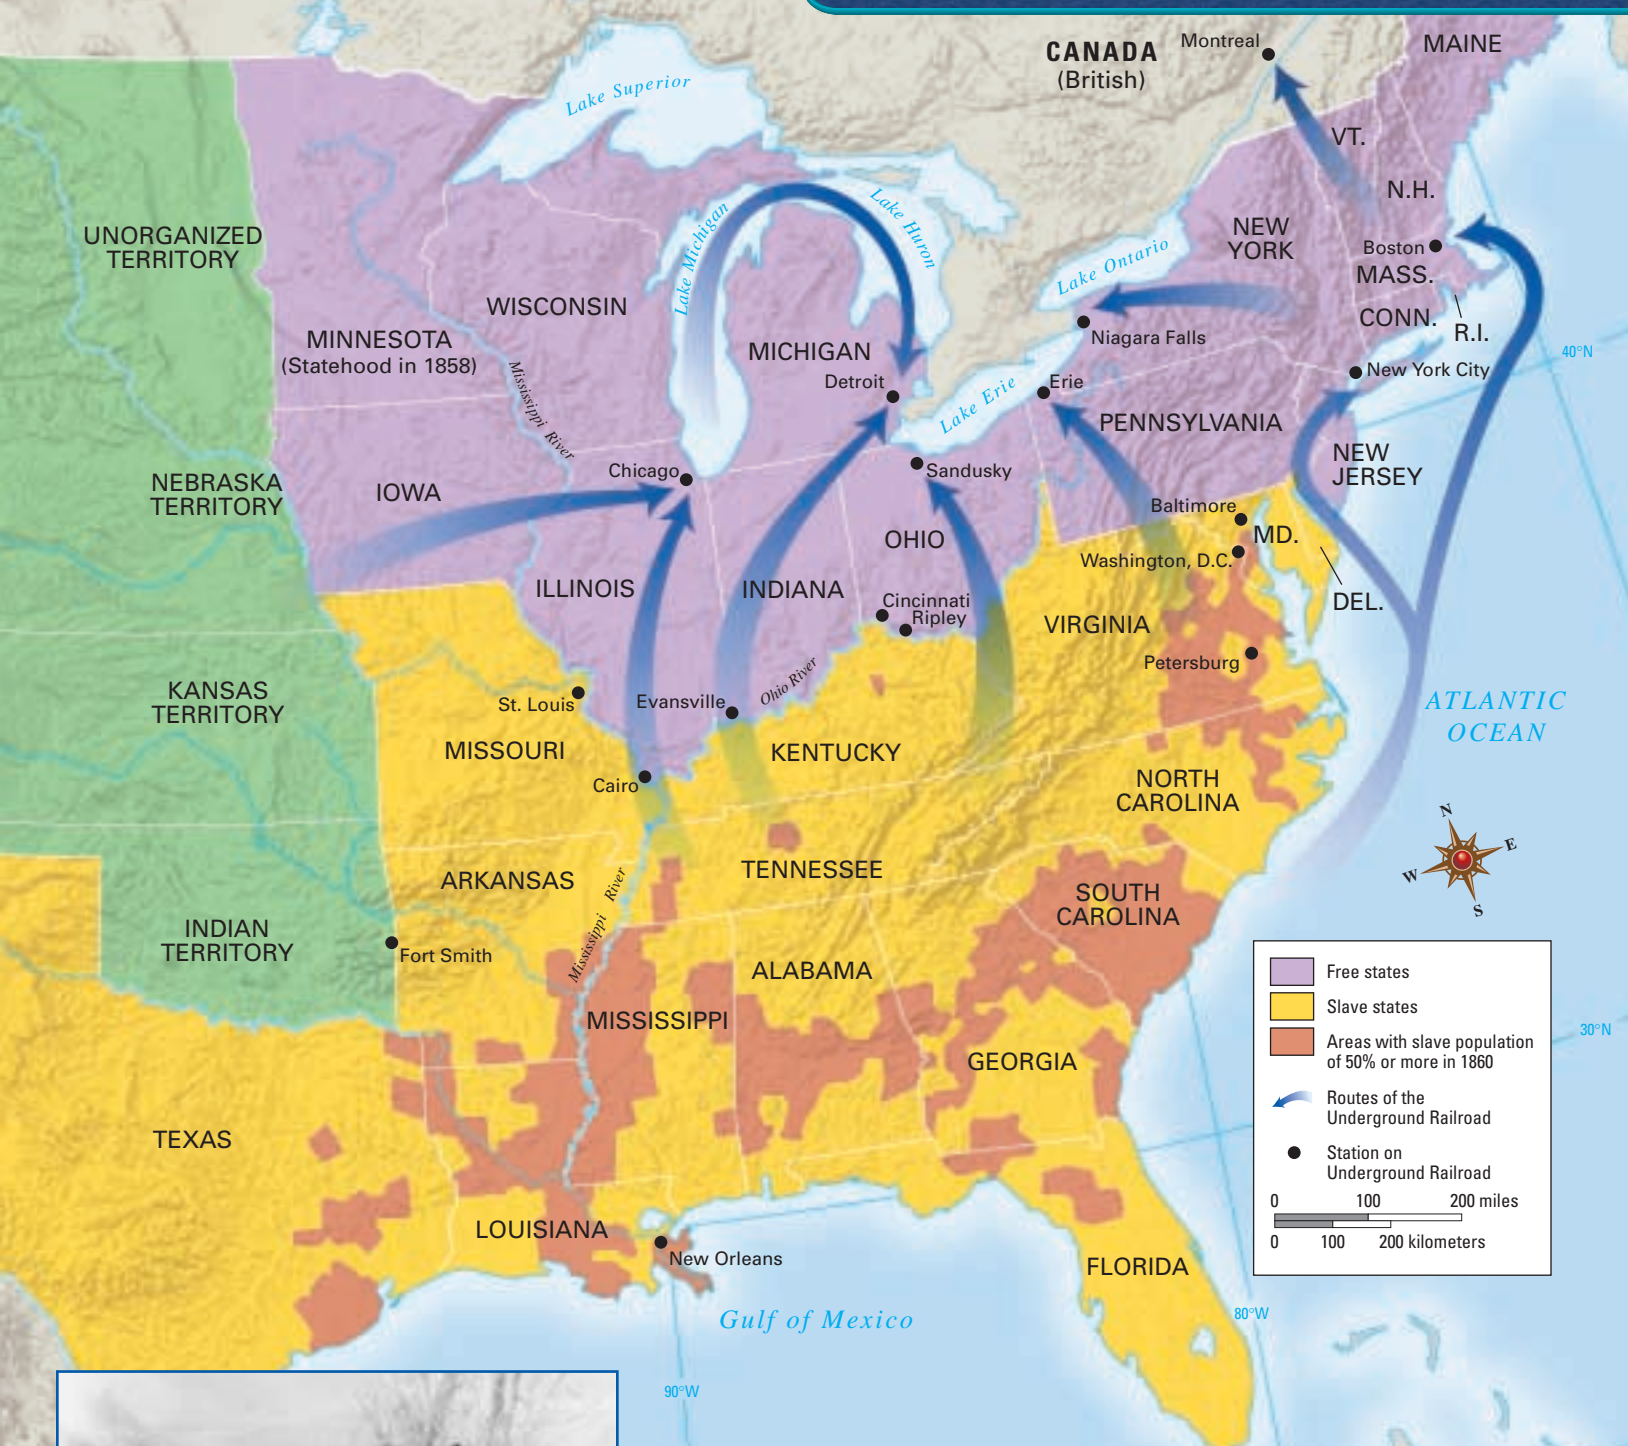 CANADA
(British)
Montreal
MAINE
Lake Superior
VT.
N.H.
UNORGANIZED
TERRITORY
Lake Michigan
Lake Huron
NEW
YORK
Boston
MASS.
Lake Ontario
WISCONSIN
MINNESOTA
(Statehood in 1858)
CONN.
R.I.
Niagara Falls
MICHIGAN
40°N
Mississippi River
Detroit
Lake Erie
Erie
New York City
PENNSYLVANIA
NEW
JERSEY
Chicago
Sandusky
NEBRASKA
TERRITORY
IOWA
Baltimore
MD.
OHIO
Washington, D.C.
ILLINOIS
INDIANA
Cincinnati
Ripley
DEL.
VIRGINIA
Petersburg
KANSAS
TERRITORY
St. Louis
Evansville
Ohio River
ATLANTIC
OCEAN
MISSOURI
KENTUCKY
Cairo
NORTH
CAROLINA
N
E
W
S
ARKANSAS
TENNESSEE
Mississippi River
SOUTH
CAROLINA
INDIAN
TERRITORY
Fort Smith
ALABAMA
MISSISSIPPI
GEORGIA
30°N
TEXAS
LOUISIANA
New Orleans
FLORIDA
Gulf of Mexico
80°W
90°W
Free states
Slave states
Areas with slave population
of 50% or more in 1860
Routes of the
Underground Railroad
Station on
Underground Railroad
0 100 200 miles
0 100 200 kilometers